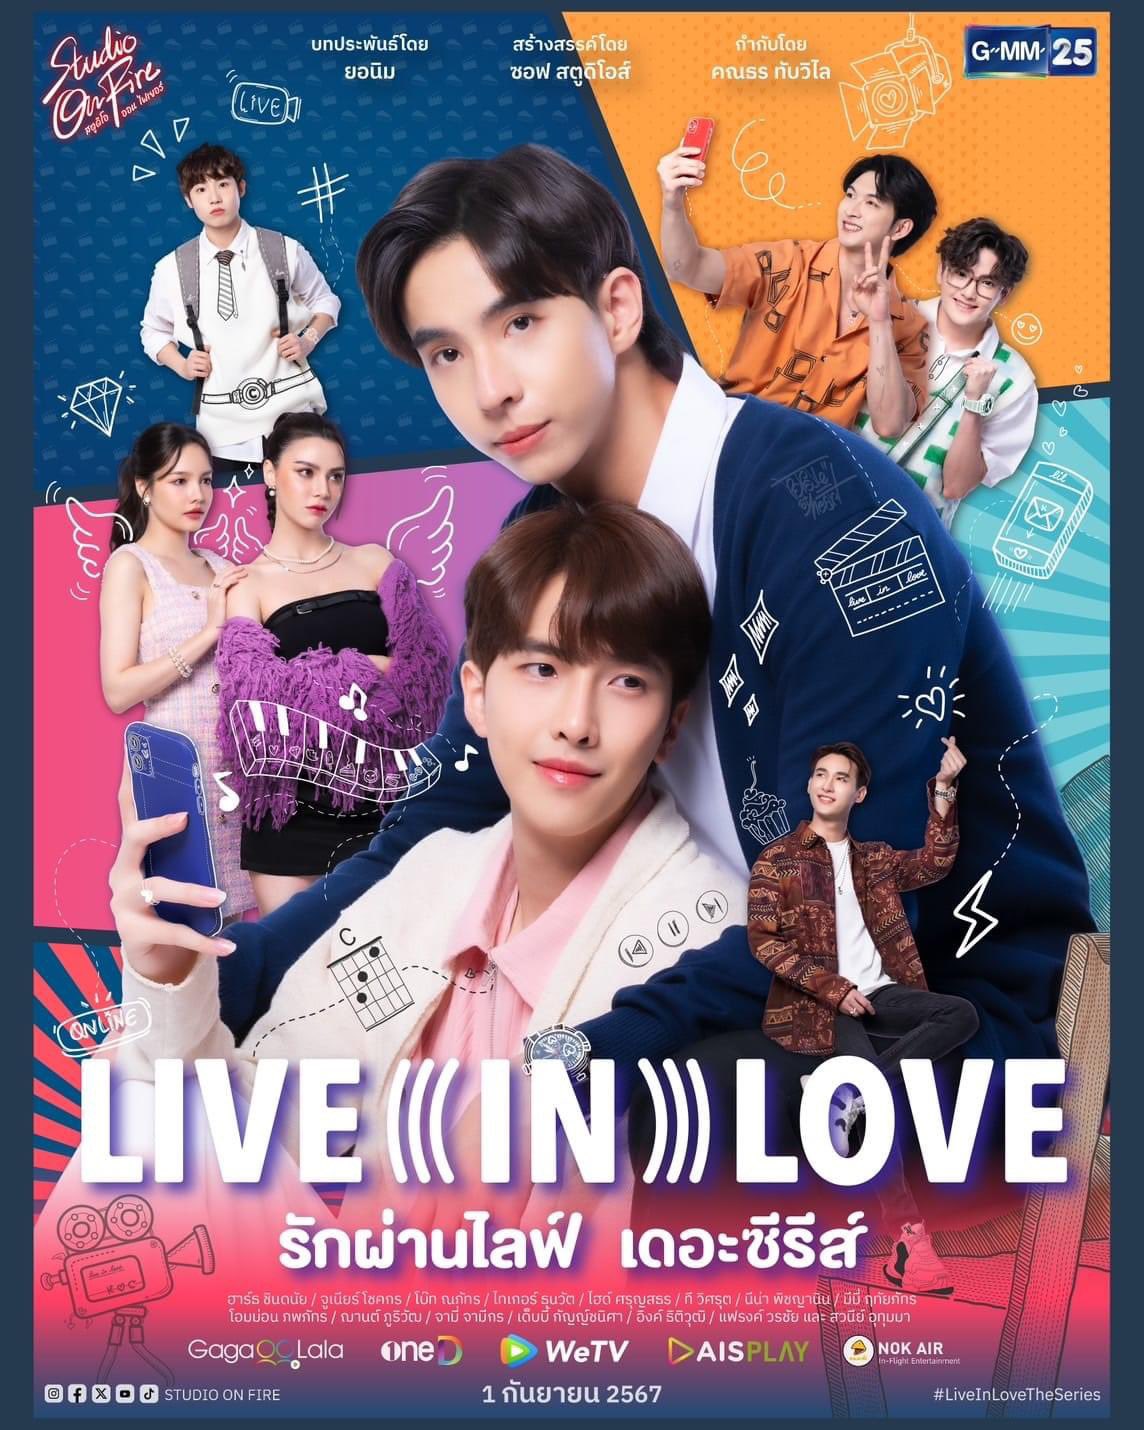 Studio On Fire
สตูดิโอ ออน ไฟเยอร์
บทประพันธ์โดย
ยอนิม
สร้างสรรค์โดย
ซอฟ สตูดิโอส์
กำกับโดย
คณธร ทับวิไล
G-MM- 25
LIVE
#
lit
live in love
C
ONLINE
LIVE (((IN))) LOVE
รักผ่านไลฟ์ เดอะซีรีส์
live in love
ฮาร์ธ ชินดนัย / จูเนียร์ โชคกร / โบ๊ท ณภัทร / ไทเกอร์ ธนวัต / ไฮด์ ศรุญสธร / ที วิศรุต / นีน่า พิชญานิน / มีมี่ ฤทัยภัทร
โอมม่อน ภพภัทร / ฌานต์ ภูริวัฒ / จามี่ จามีกร / เด็บบี้ กัญญ์ชนิศา / อิงค์ ธิติวุฒิ / แฟรงค์ วรชัย และ สวนีย์ อุทุมมา
GagaOOLala oneD WeTV AISPLAY NOK AIR
In-Flight Entertainment
STUDIO ON FIRE
1 กันยายน 2567
#LiveInLoveTheSeries